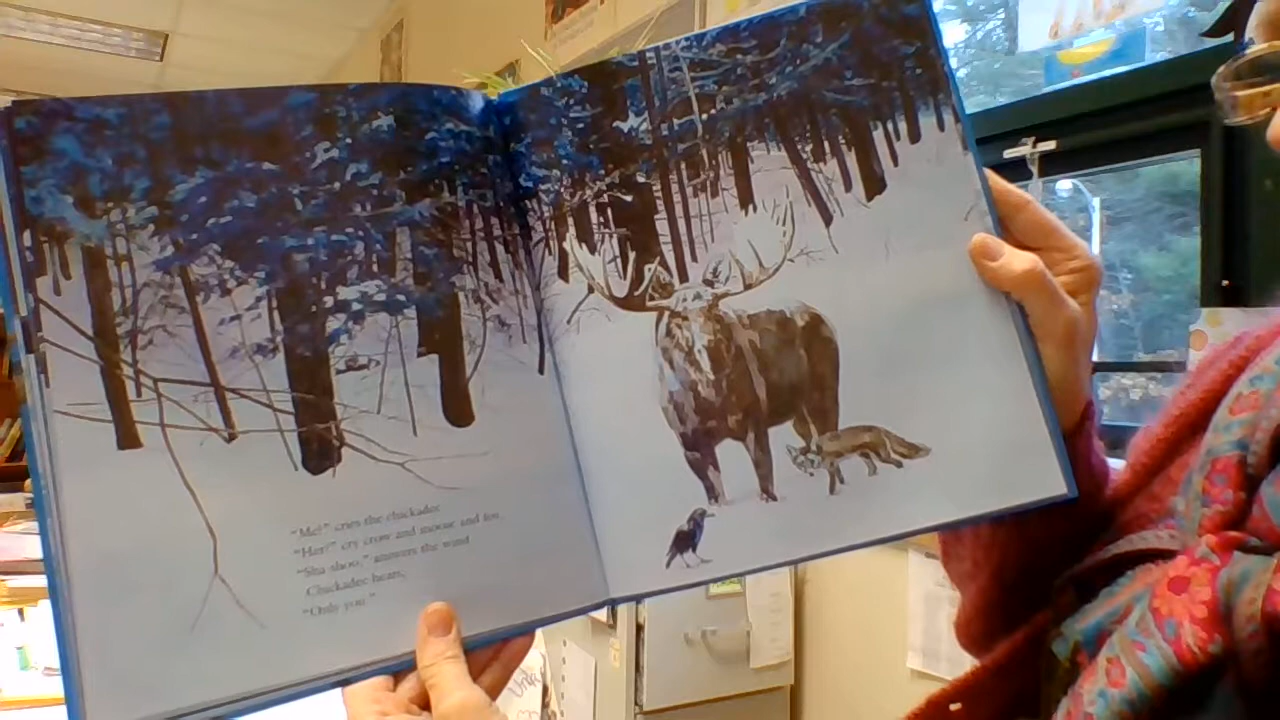 "Me?" cries the chickadee.
"Her?" cry crow and moose and fox.
"Sha-shoo," answers the wind.
Chickadee hears,
"Only you."